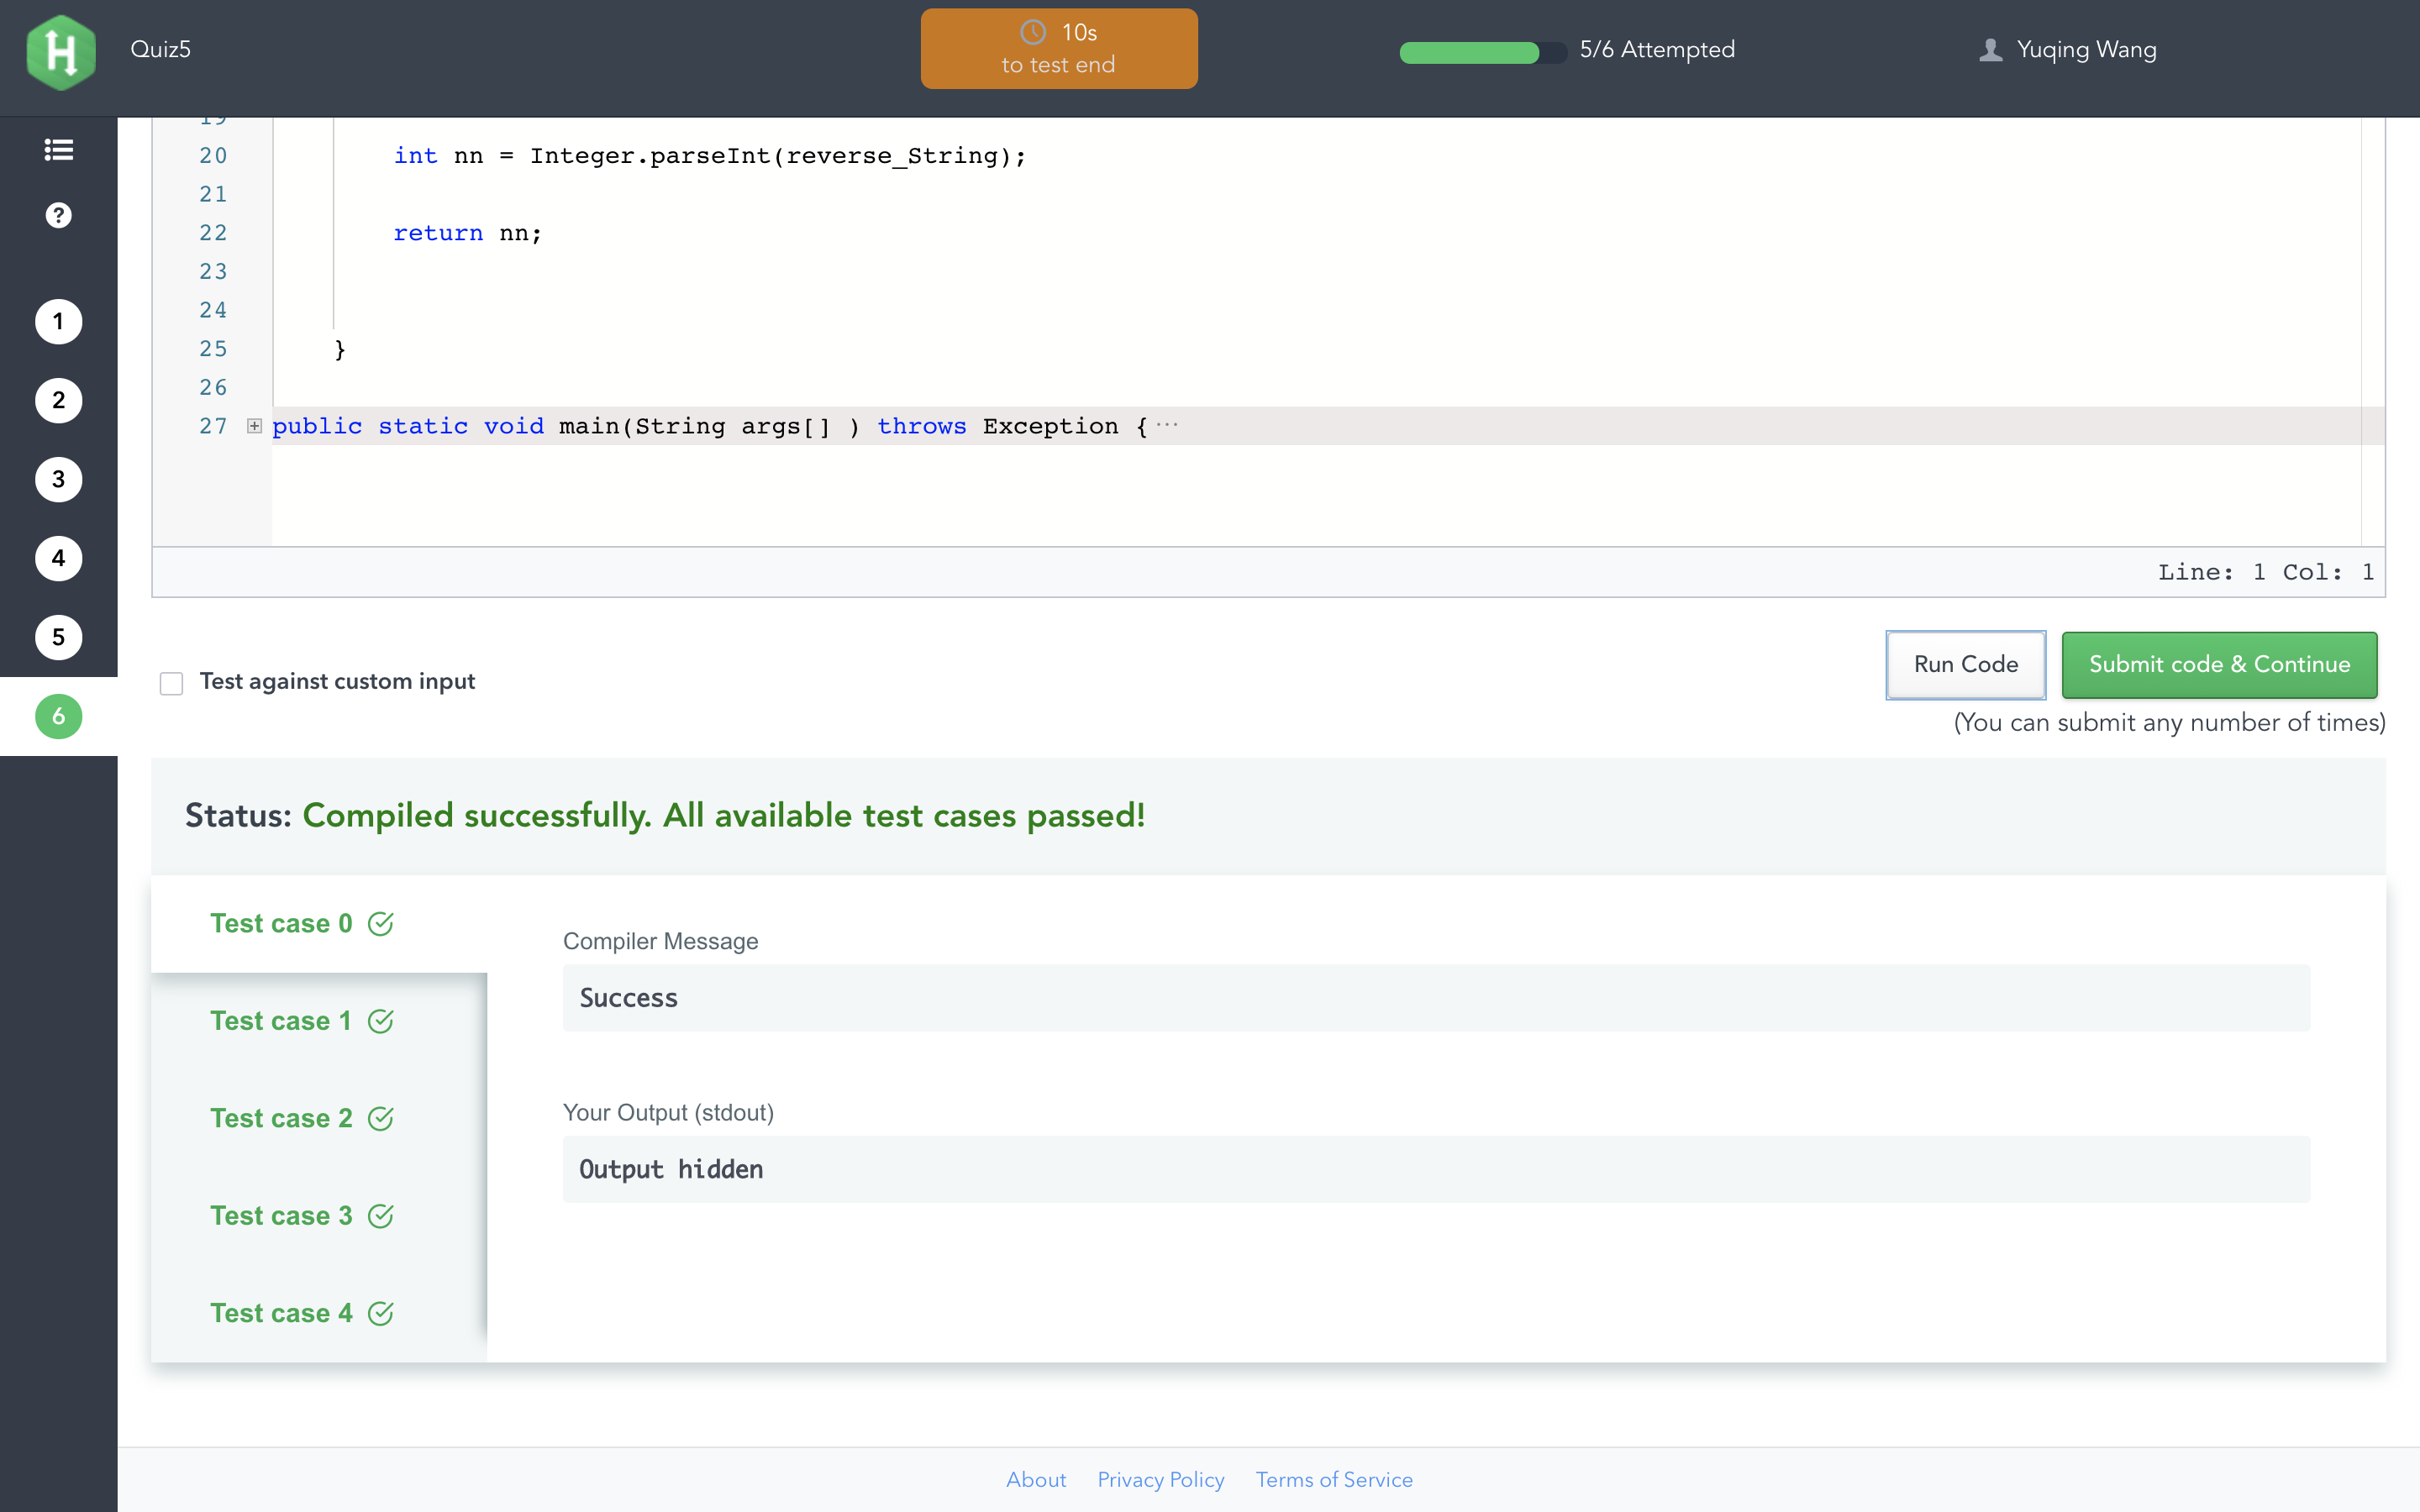 H
Quiz5
10s
to test end
5/6 Attempted
Yuqing Wang
?
1
2
3
4
5
6
19
20 int nn = Integer.parseInt(reverse_String);
21
22 return nn;
23
24
25 }
26
27 public static void main(String args[] ) throws Exception {···
Line: 1 Col: 1
Test against custom input
Run Code
Submit code & Continue
(You can submit any number of times)
Status: Compiled successfully. All available test cases passed!
Test case 0
Test case 1
Test case 2
Test case 3
Test case 4
Compiler Message
Success
Your Output (stdout)
Output hidden
About Privacy Policy Terms of Service